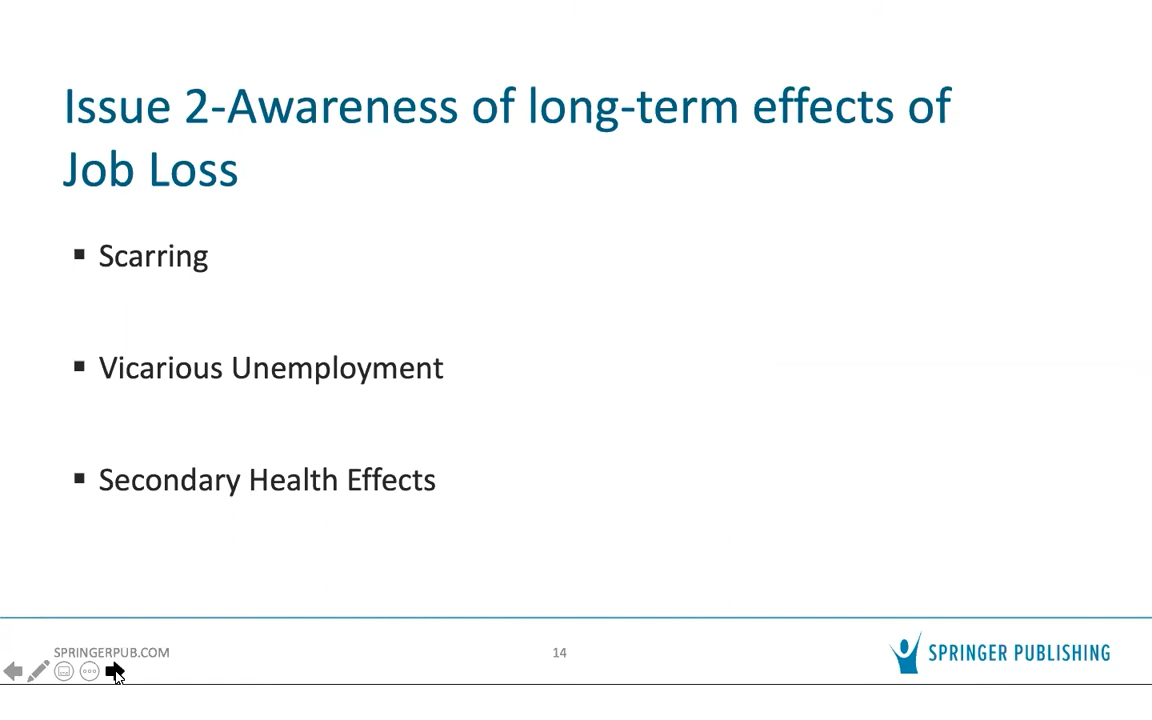 Issue 2-Awareness of long-term effects of
Job Loss
▪ Scarring
▪ Vicarious Unemployment
▪ Secondary Health Effects
SPRINGERPUB.COM
14
SPRINGER PUBLISHING